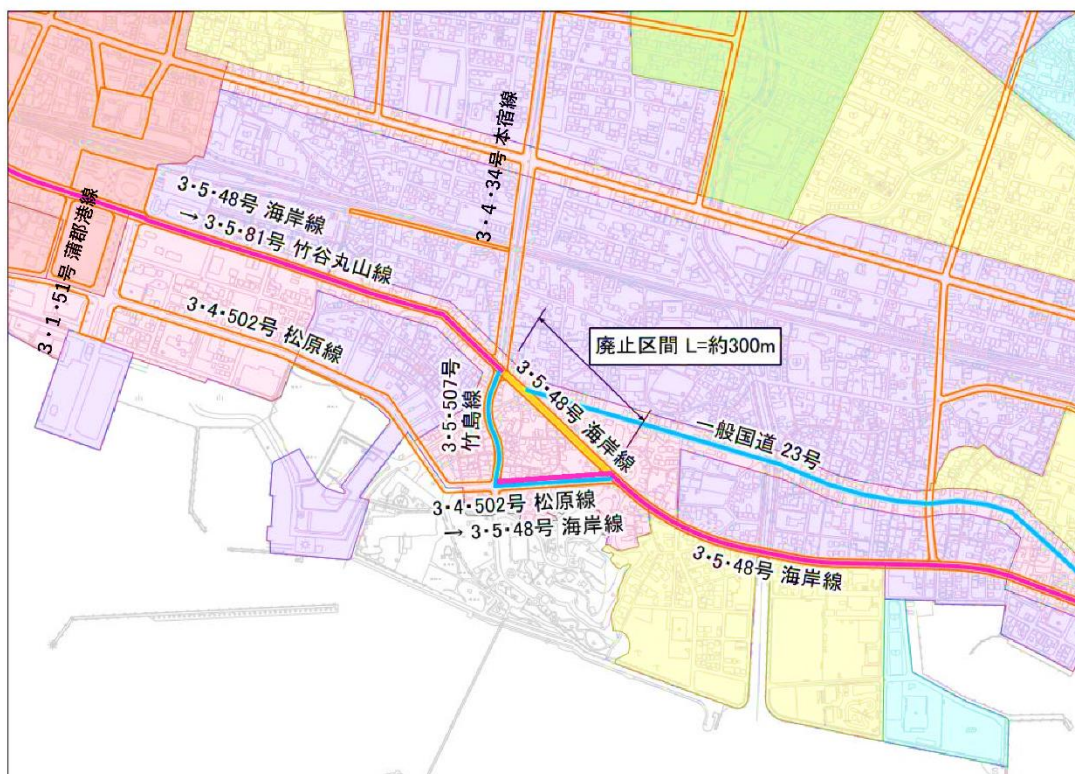 3・4・34号 本宿線
3・5・48号 海岸線
→ 3・5・81号 竹谷丸山線
3・1・51号 蒲郡港線
3・4・502号 松原線
廃止区間 L=約300m
3・5・48号 海岸線
3・5・507号
竹島線
一般国道 23号
3・4・502号 松原線
→ 3・5・48号 海岸線
3・5・48号 海岸線